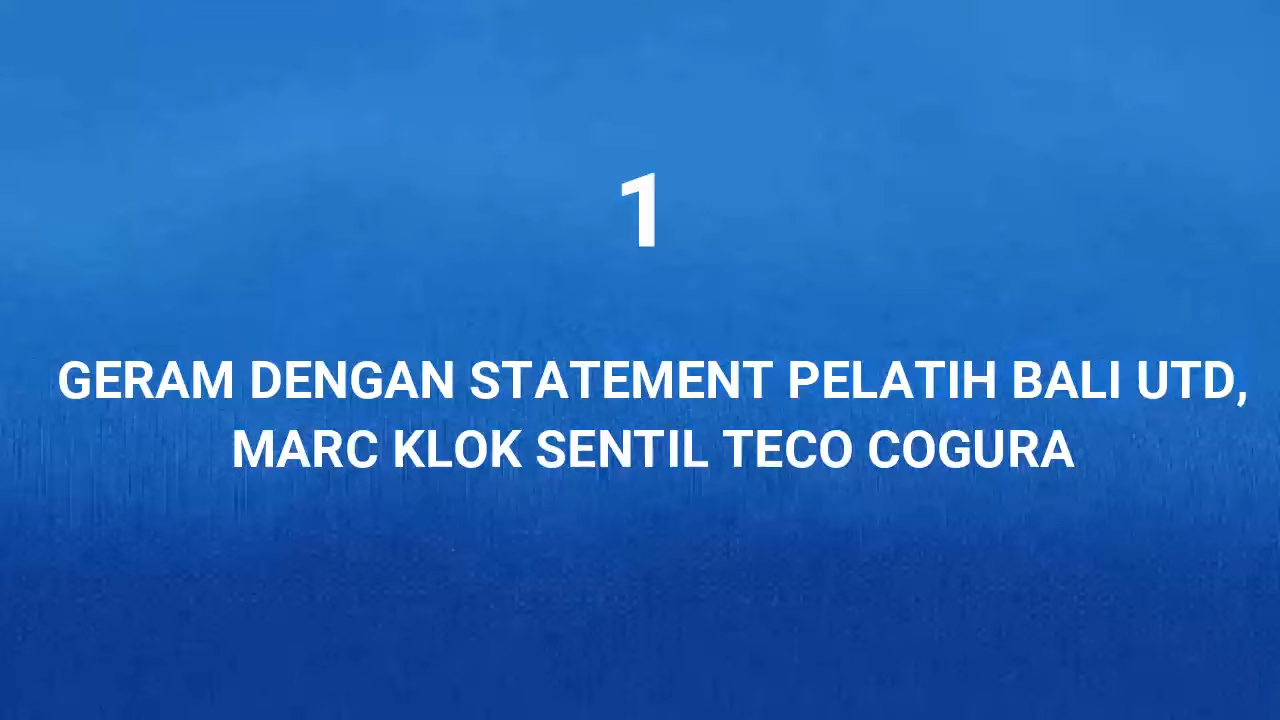 1
GERAM DENGAN STATEMENT PELATIH BALI UTD,
MARC KLOK SENTIL TECO COGURA